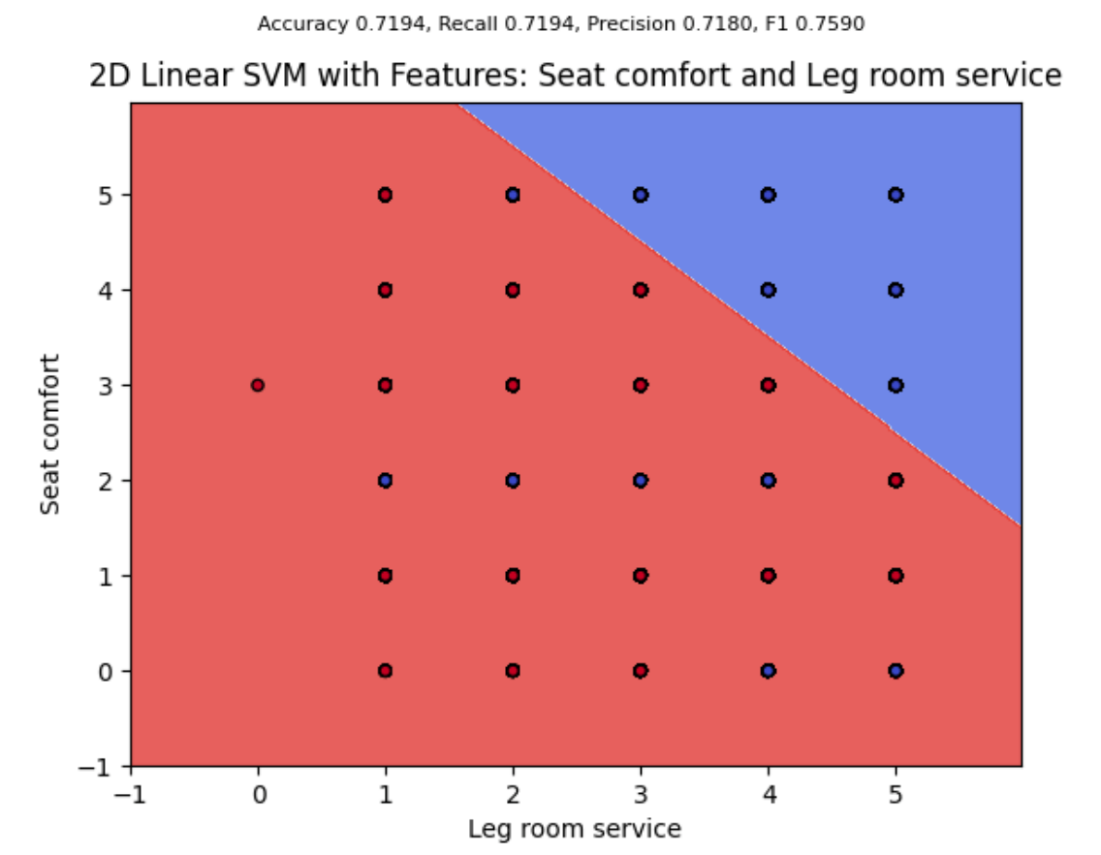 Accuracy 0.7194, Recall 0.7194, Precision 0.7180, F1 0.7590
2D Linear SVM with Features: Seat comfort and Leg room service
5
4
3
2
1
0
−1
Seat comfort
−1 0 1 2 3 4 5
Leg room service